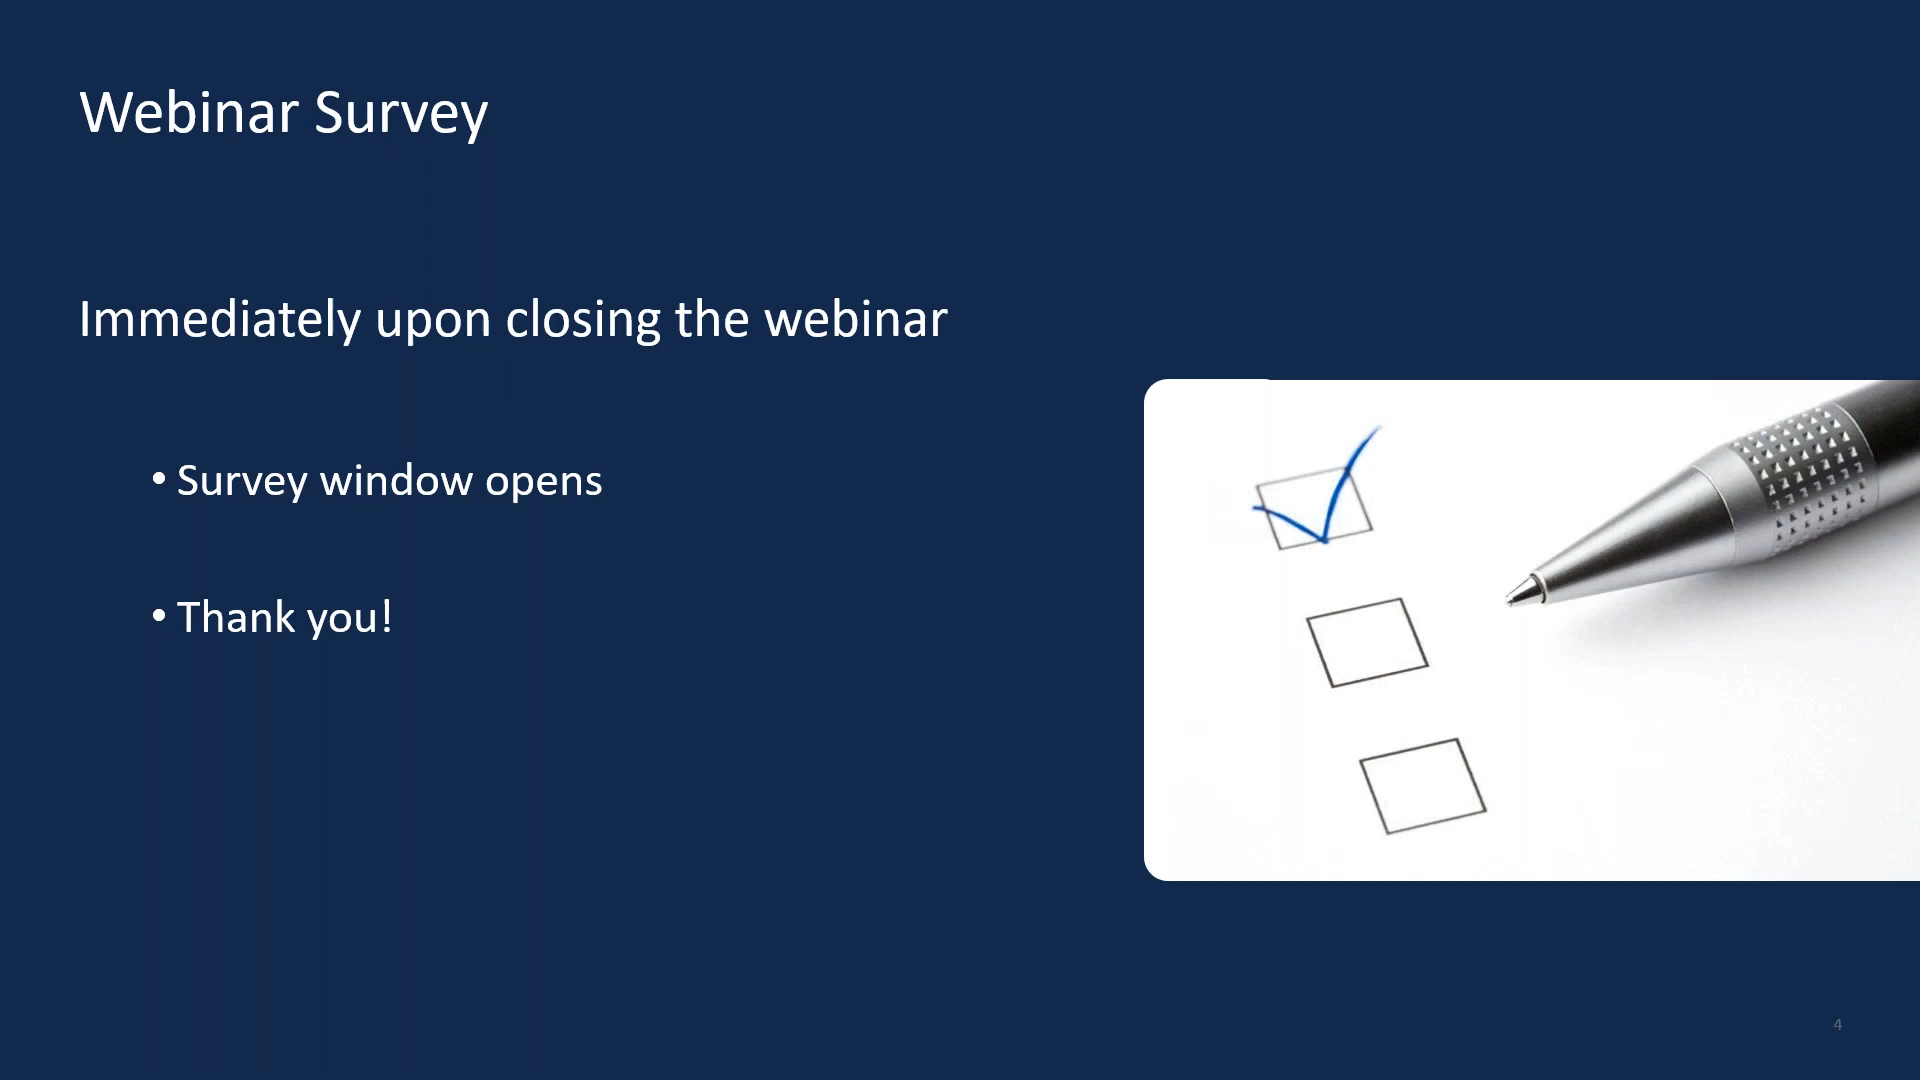 Webinar Survey
Immediately upon closing the webinar
• Survey window opens
• Thank you!
4